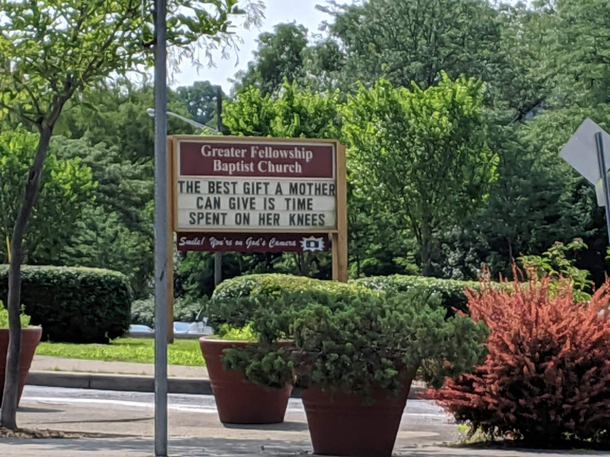 Greater Fellowship
Baptist Church
THE BEST GIFT A MOTHER
CAN GIVE IS TIME
SPENT ON HER KNEES
Smile! You're on God's Camera